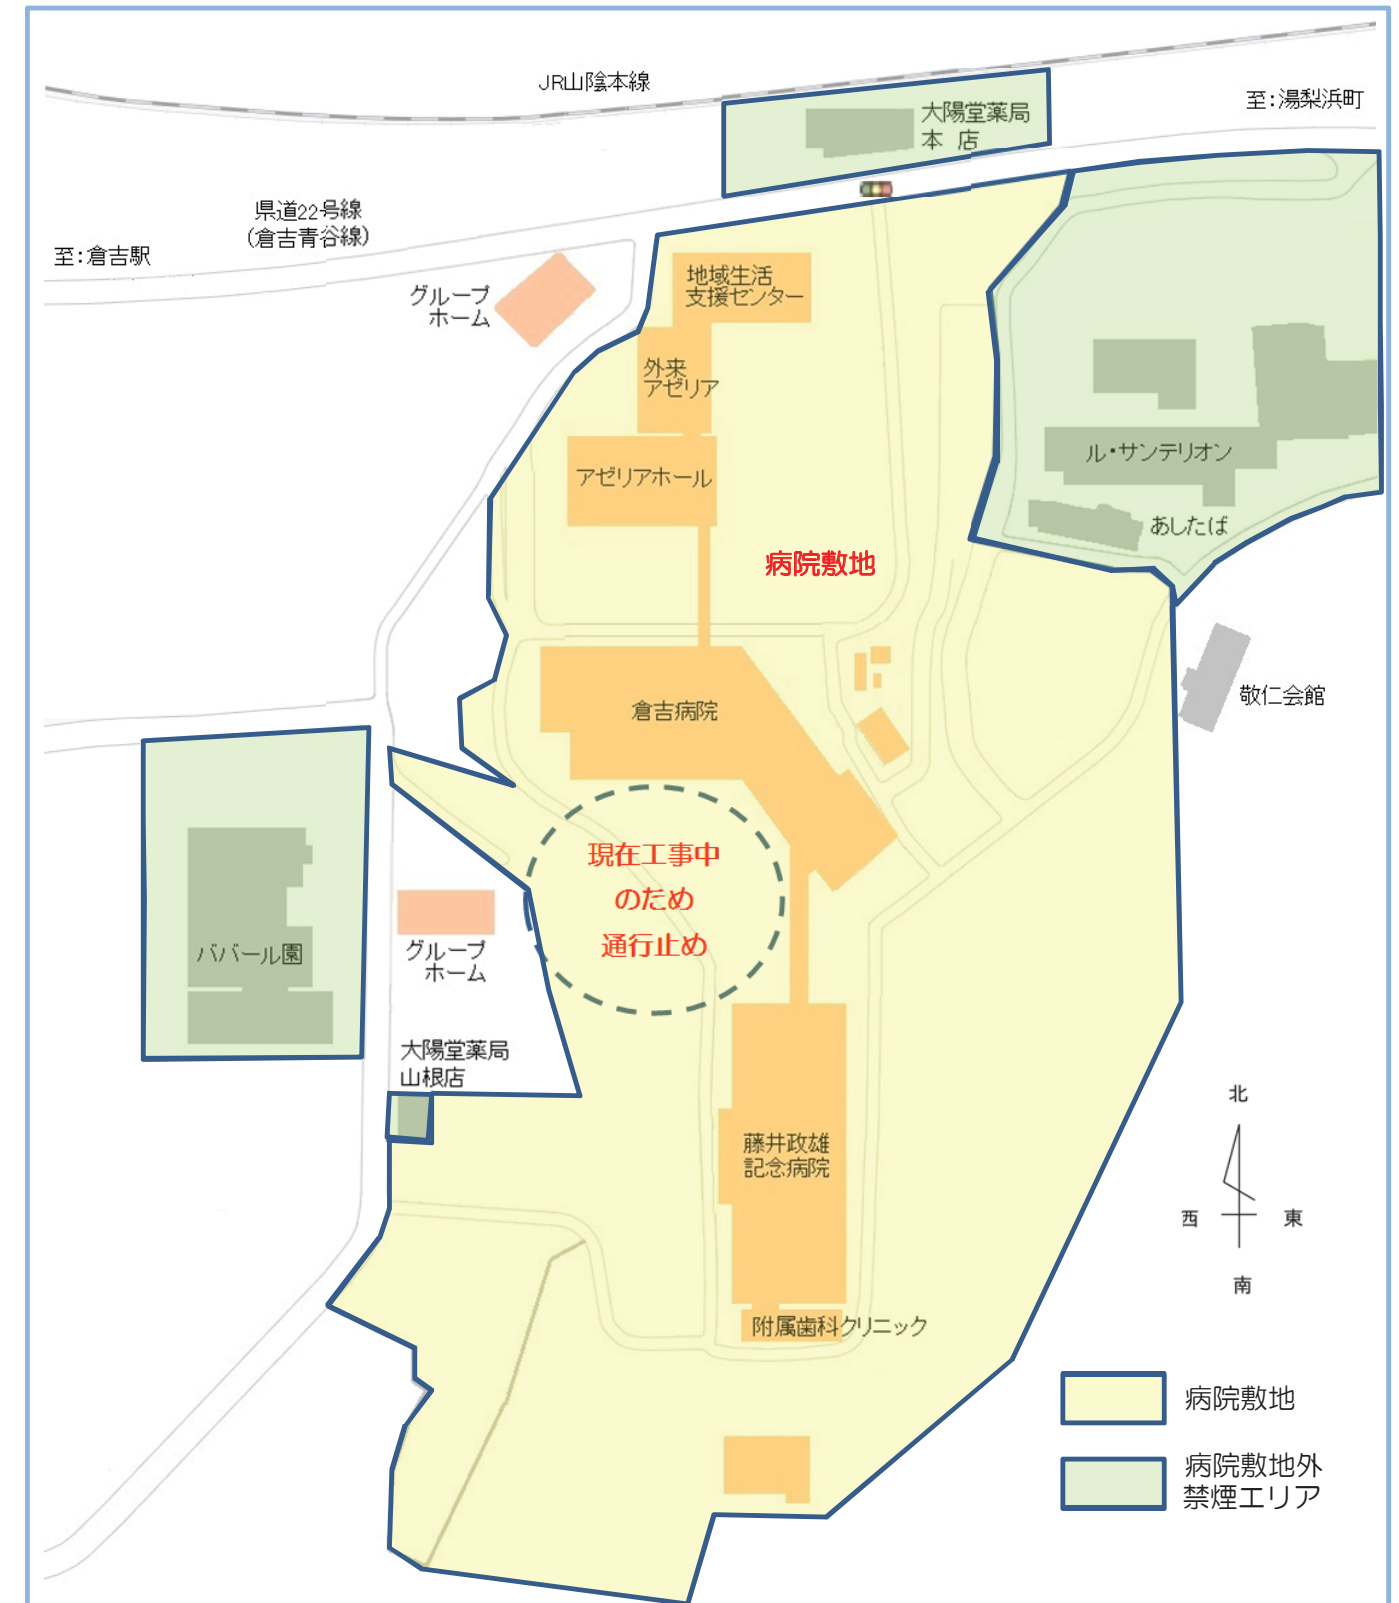 JR山陰本線
大陽堂薬局
本 店
至:湯梨浜町
県道22号線
(倉吉青谷線)
至:倉吉駅
グループ
ホーム
地域生活
支援センター
外来
アゼリア
アゼリアホール
ル・サンテリオン
あしたば
病院敷地
敬仁会館
倉吉病院
現在工事中
のため
通行止め
ババール園
グループ
ホーム
大陽堂薬局
山根店
藤井政雄
記念病院
附属歯科クリニック
北
西
東
南
病院敷地
病院敷地外
禁煙エリア